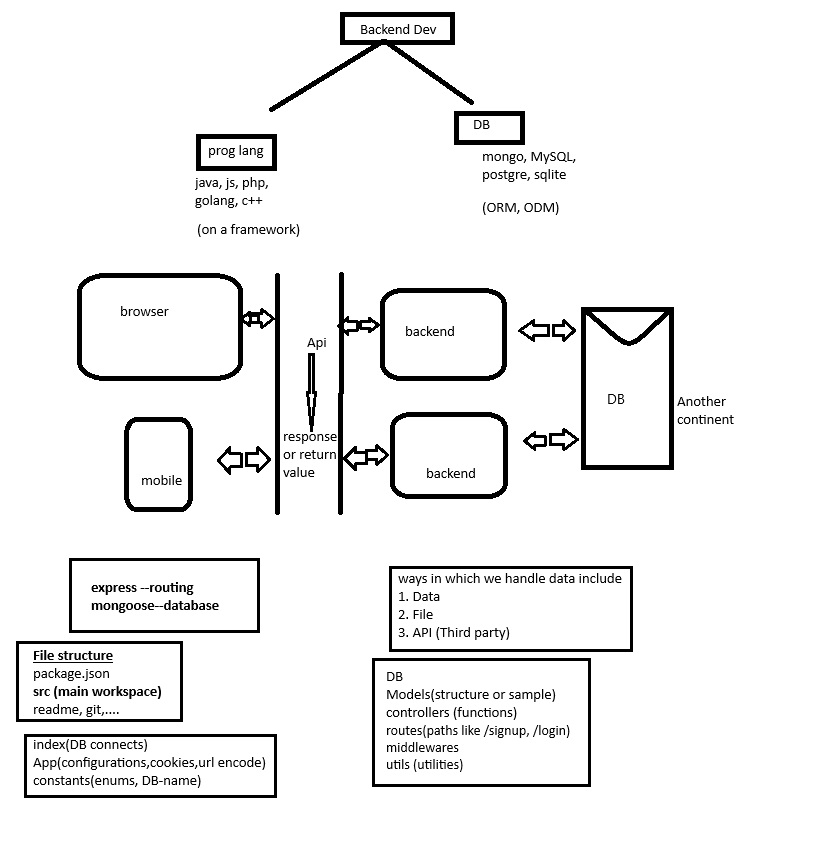 Backend Dev
prog lang
java, js, php,
golang, c++
(on a framework)
DB
mongo, MySQL,
postgre, sqlite
(ORM, ODM)
browser
Api
backend
mobile
response
or return
value
backend
DB
Another
continent
express --routing
mongoose--database
File structure
package.json
src (main workspace)
readme, git,....
index(DB connects)
App(configurations,cookies,url encode)
constants(enums, DB-name)
ways in which we handle data include
1. Data
2. File
3. API (Third party)
DB
Models(structure or sample)
controllers (functions)
routes(paths like /signup, /login)
middlewares
utils (utilities)